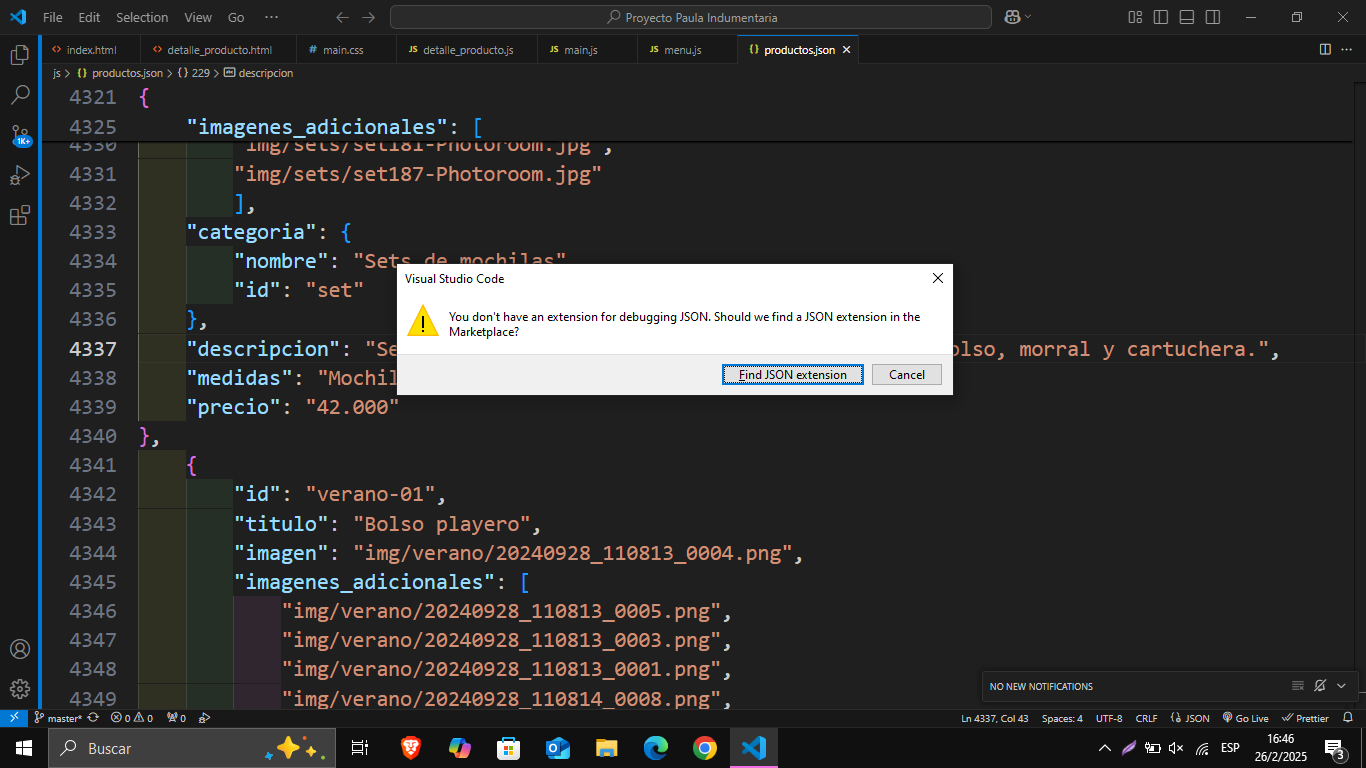 File Edit Selection View Go ··· Proyecto Paula Indumentaria
index.html detalle_producto.html main.css detalle_producto.js main.js menu.js productos.json
js > productos.json > 229 > descripcion
4321 {
4325 "imagenes_adicionales": [
4330 "img/sets/set181-Photoroom.jpg",
4331 "img/sets/set187-Photoroom.jpg"
4332 ],
4333 "categoria": {
4334 "nombre": "Sets de mochilas"
4335 "id": "set"
4336 },
4337 "descripcion": "Se olso, morral y cartuchera.",
4338 "medidas": "Mochil
4339 "precio": "42.000"
4340 },
4341 {
4342 "id": "verano-01",
4343 "titulo": "Bolso playero",
4344 "imagen": "img/verano/20240928_110813_0004.png",
4345 "imagenes_adicionales": [
4346 "img/verano/20240928_110813_0005.png",
4347 "img/verano/20240928_110813_0003.png",
4348 "img/verano/20240928_110813_0001.png",
4349 "img/verano/20240928_110814_0008.png",
1K+
Visual Studio Code
You don't have an extension for debugging JSON. Should we find a JSON extension in the
Marketplace?
Find JSON extension Cancel
NO NEW NOTIFICATIONS
master* 0 0 0 Ln 4337, Col 43 Spaces: 4 UTF-8 CRLF {} JSON Go Live Prettier
Buscar ESP 16:46
26/2/2025 3